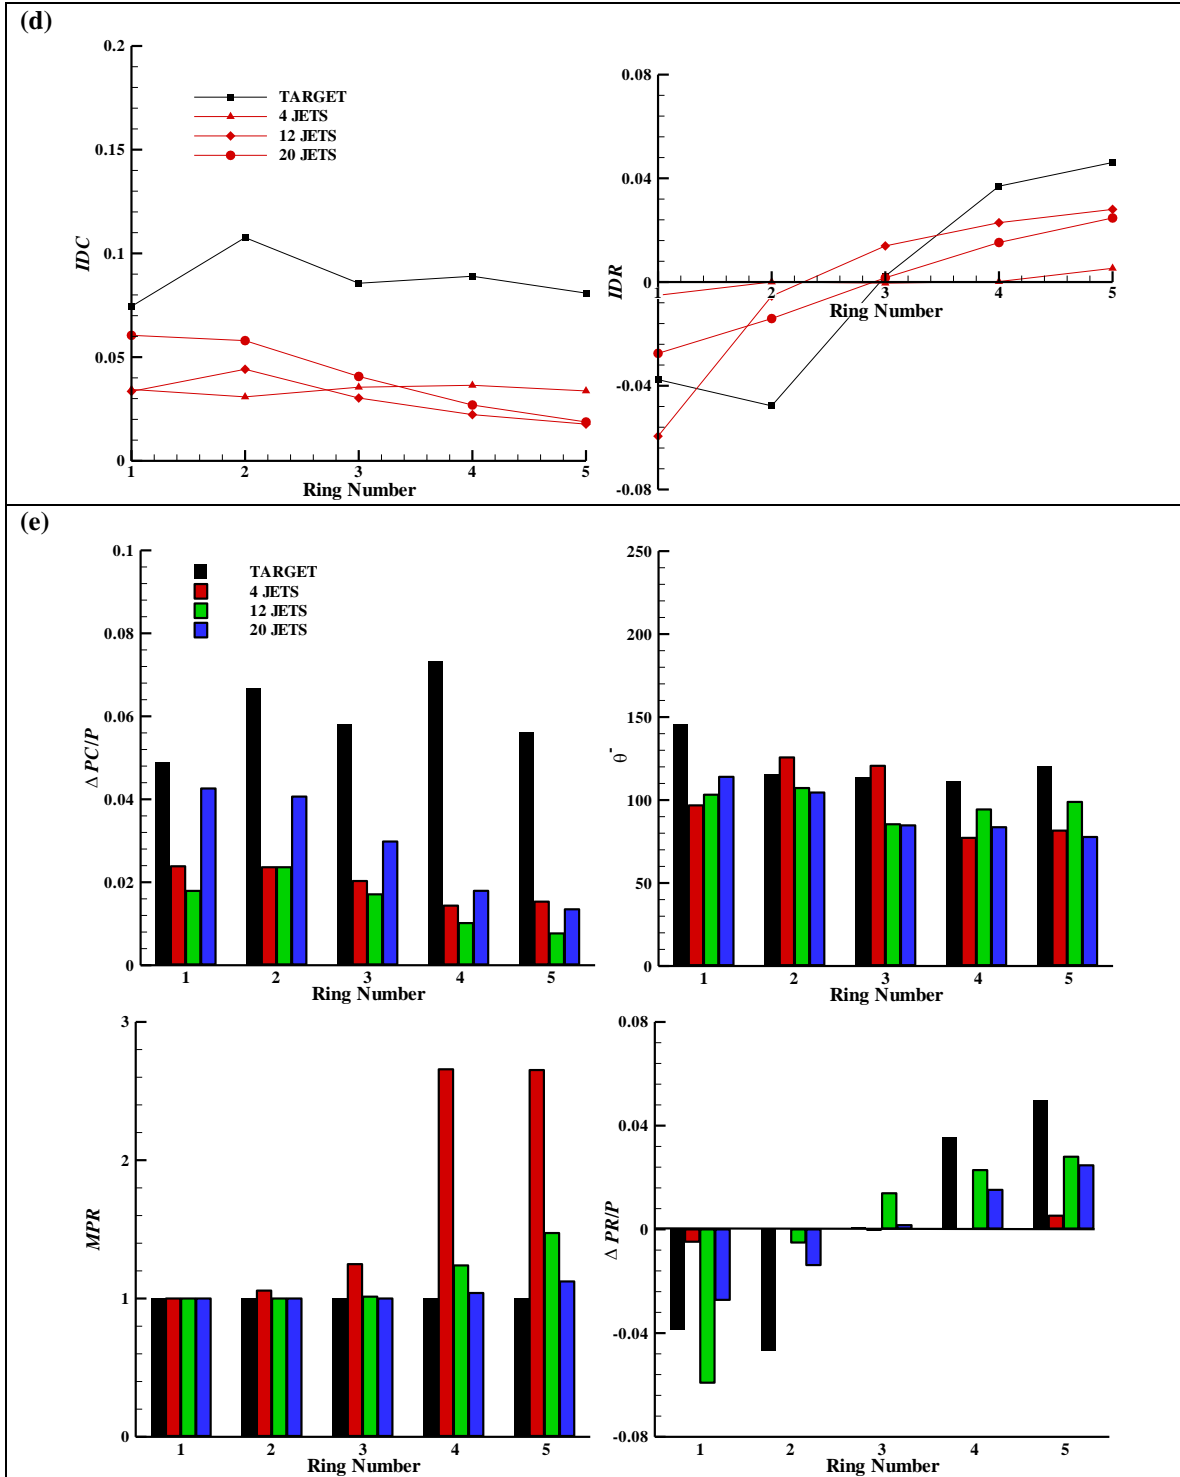 (d)
0.2
0.15
0.1
0.05
0
IDC
TARGET
4 JETS
12 JETS
20 JETS
1 2 3 4 5
Ring Number
0.08
0.04
0
-0.04
-0.08
IDR
1 2 3 4 5
Ring Number
(e)
0.1
0.08
0.06
0.04
0.02
0
Δ PC/P
TARGET
4 JETS
12 JETS
20 JETS
1 2 3 4 5
Ring Number
250
200
150
100
50
0
θ-
1 2 3 4 5
Ring Number
3
2
1
0
MPR
1 2 3 4 5
Ring Number
0.08
0.04
0
-0.04
-0.08
Δ PR/P
1 2 3 4 5
Ring Number